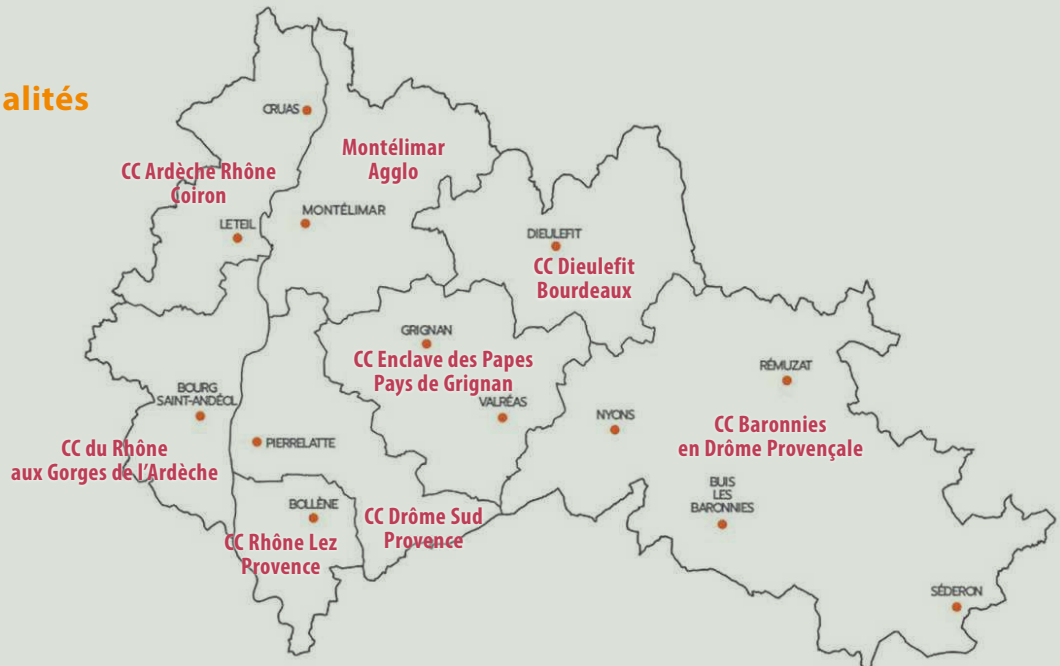 alités
CRUAS
Montélimar
Agglo
CC Ardèche Rhône
Coiron
MONTÉLIMAR
LETEIL
DIEULEFIT
CC Dieulefit
Bourdeaux
GRIGNAN
CC Enclave des Papes
Pays de Grignan
VALRÉAS
RÉMUZAT
BOURG
SAINT-ANDÉOL
NYONS
CC Baronnies
en Drôme Provençale
PIERRELATTE
CC du Rhône
aux Gorges de l'Ardèche
BUIS
LES
BARONNIES
BOLLÈNE
CC Drôme Sud
Provence
CC Rhône Lez
Provence
SÉDERON